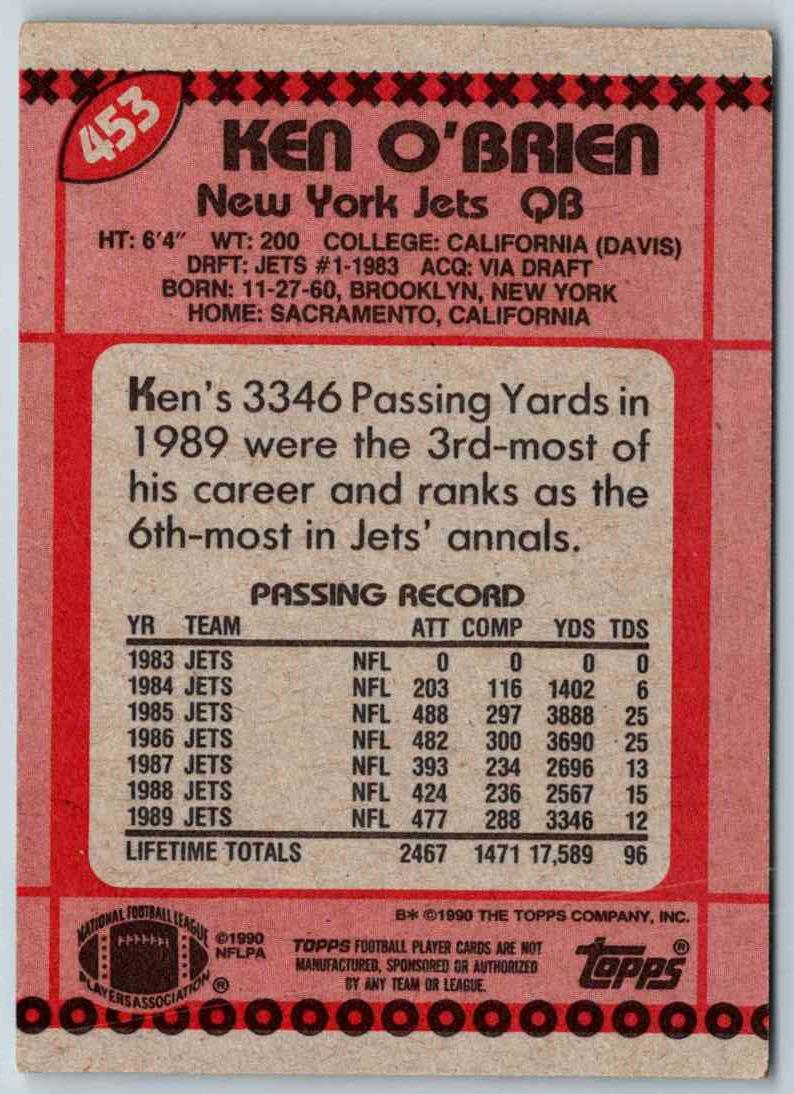 453
KEN O'BRIEN
New York Jets QB
HT: 6'4" WT: 200 COLLEGE: CALIFORNIA (DAVIS)
DRFT: JETS #1-1983 ACQ: VIA DRAFT
BORN: 11-27-60, BROOKLYN, NEW YORK
HOME: SACRAMENTO, CALIFORNIA
Ken's 3346 Passing Yards in
1989 were the 3rd-most of
his career and ranks as the
6th-most in Jets' annals.
PASSING RECORD
YR TEAM ATT COMP YDS TDS
1983 JETS NFL 0 0 0 0
1984 JETS NFL 203 116 1402 6
1985 JETS NFL 488 297 3888 25
1986 JETS NFL 482 300 3690 25
1987 JETS NFL 393 234 2696 13
1988 JETS NFL 424 236 2567 15
1989 JETS NFL 477 288 3346 12
LIFETIME TOTALS 2467 1471 17,589 96
B* ©1990 THE TOPPS COMPANY, INC.
NATIONAL FOOTBALL LEAGUE
PLAYERS ASSOCIATION ®
©1990
NFLPA
TOPPS FOOTBALL PLAYER CARDS ARE NOT
MANUFACTURED, SPONSORED OR AUTHORIZED
BY ANY TEAM OR LEAGUE.
topps®